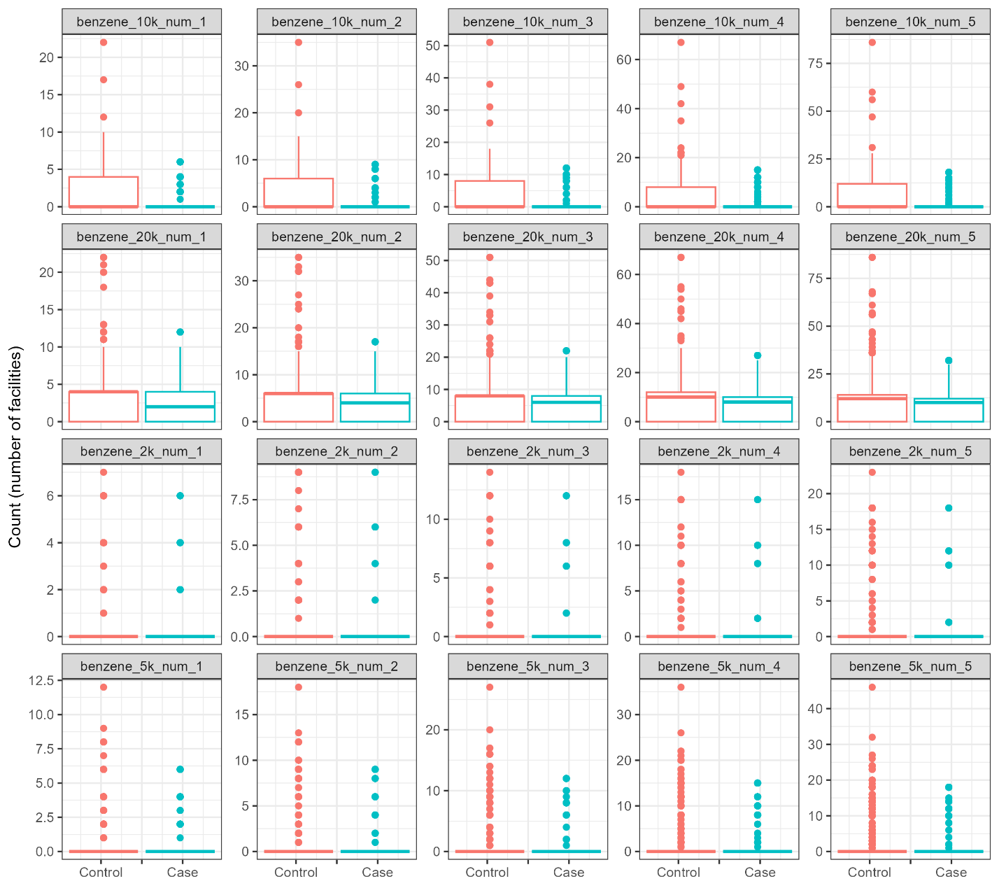 benzene_10k_num_1 benzene_10k_num_2 benzene_10k_num_3 benzene_10k_num_4 benzene_10k_num_5
20 15 10 5 0
30 20 10 0
50 40 30 20 10 0
60 40 20 0
75 50 25 0
benzene_20k_num_1 benzene_20k_num_2 benzene_20k_num_3 benzene_20k_num_4 benzene_20k_num_5
20 15 10 5 0
30 20 10 0
50 40 30 20 10 0
60 40 20 0
75 50 25 0
Count (number of facilities)
benzene_2k_num_1 benzene_2k_num_2 benzene_2k_num_3 benzene_2k_num_4 benzene_2k_num_5
6 4 2 0
7.5 5.0 2.5 0.0
10 5 0
15 10 5 0
20 15 10 5 0
benzene_5k_num_1 benzene_5k_num_2 benzene_5k_num_3 benzene_5k_num_4 benzene_5k_num_5
12.5 10.0 7.5 5.0 2.5 0.0
15 10 5 0
20 10 0
30 20 10 0
40 30 20 10 0
Control Case Control Case Control Case Control Case Control Case